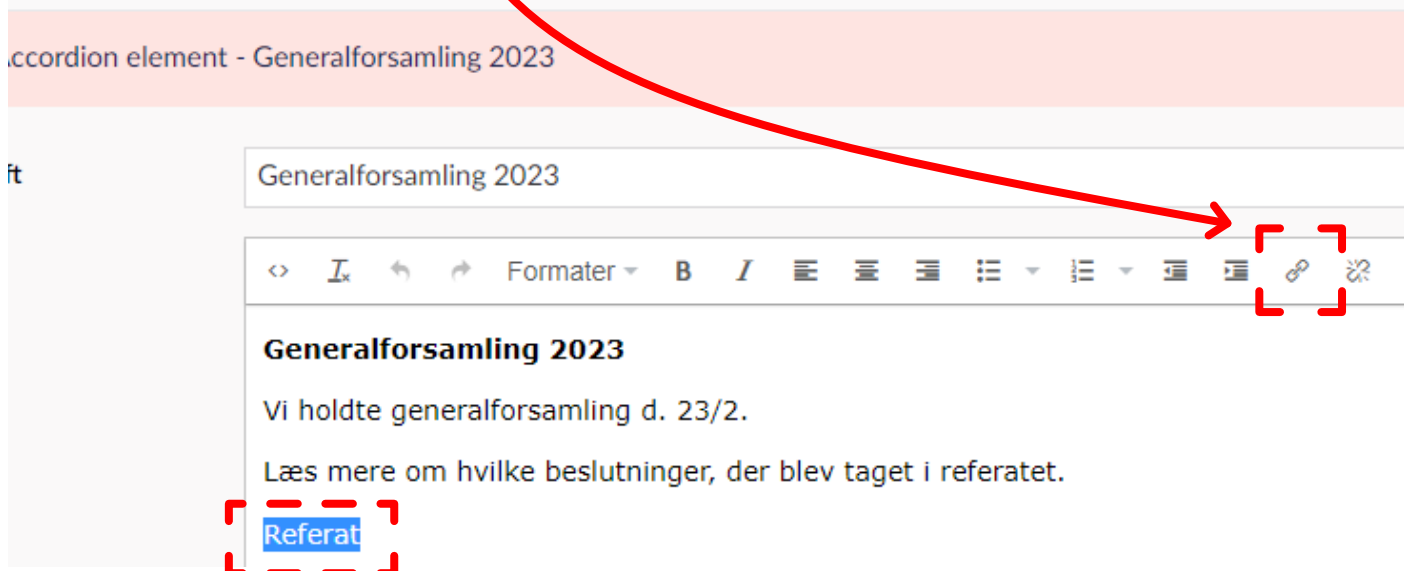 ccordion element - Generalforsamling 2023
ft
Generalforsamling 2023
Formater B I
Generalforsamling 2023
Vi holdte generalforsamling d. 23/2.
Læs mere om hvilke beslutninger, der blev taget i referatet.
Referat